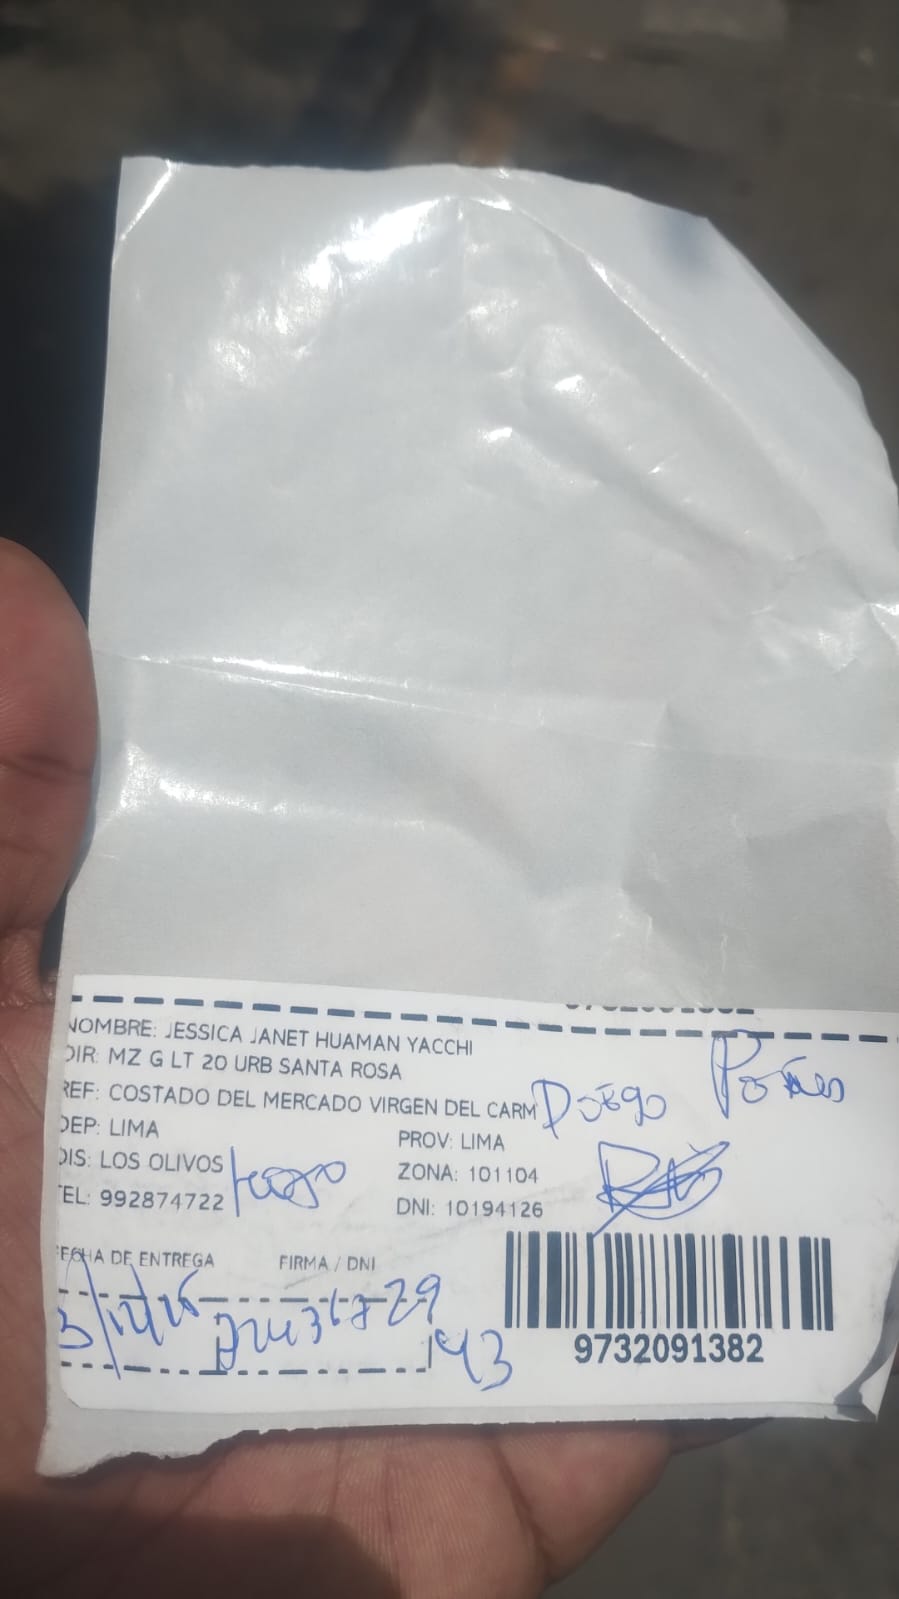 NOMBRE: JESSICA JANET HUAMAN YACCHI
DIR: MZ G LT 20 URB SANTA ROSA
REF: COSTADO DEL MERCADO VIRGEN DEL CARM
Diego
DEP: LIMA
PROV: LIMA
DIS: LOS OLIVOS
ZONA: 101104
TEL: 992874722
DNI: 10194126
FECHA DE ENTREGA
FIRMA / DNI
9732091382